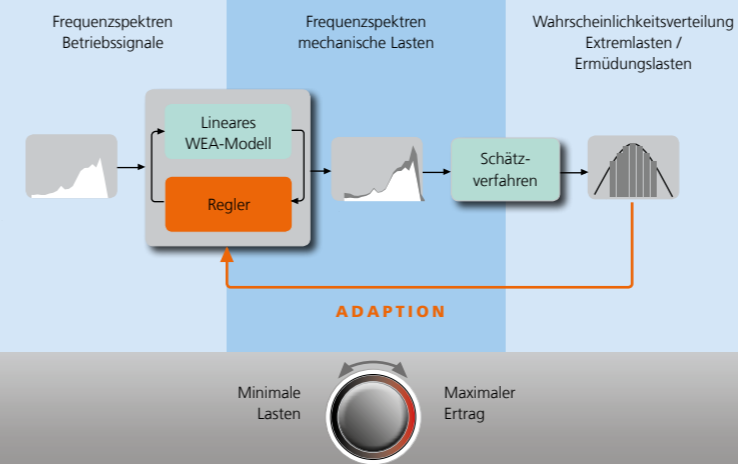 Frequenzspektren
Betriebssignale
Frequenzspektren
mechanische Lasten
Wahrscheinlichkeitsverteilung
Extremlasten /
Ermüdungslasten
Lineares
WEA-Modell
Regler
Schätz-
verfahren
ADAPTION
Minimale
Lasten
Maximaler
Ertrag